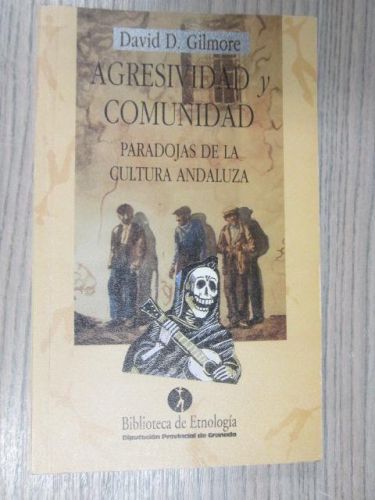 David D. Gilmore
AGRESIVIDAD y
COMUNIDAD
PARADOJAS DE LA
CULTURA ANDALUZA
Biblioteca de Etnología
Diputación Provincial de Granada